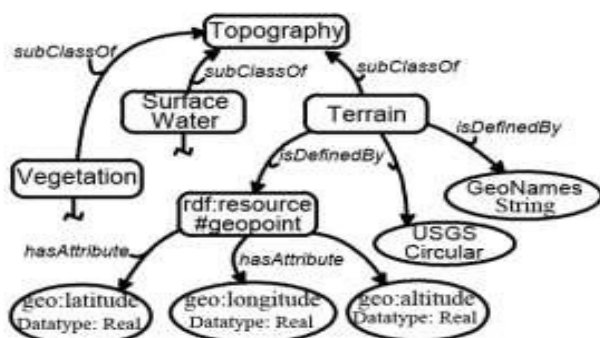 Topography
subClassOf
subClassOf
subClassOf
Surface
Water
Terrain
isDefinedBy
Vegetation
isDefinedBy
GeoNames
String
rdf:resource
#geopoint
USGS
Circular
hasAttribute
hasAttribute
geo:latitude
Datatype: Real
geo:longitude
Datatype: Real
geo:altitude
Datatype: Real